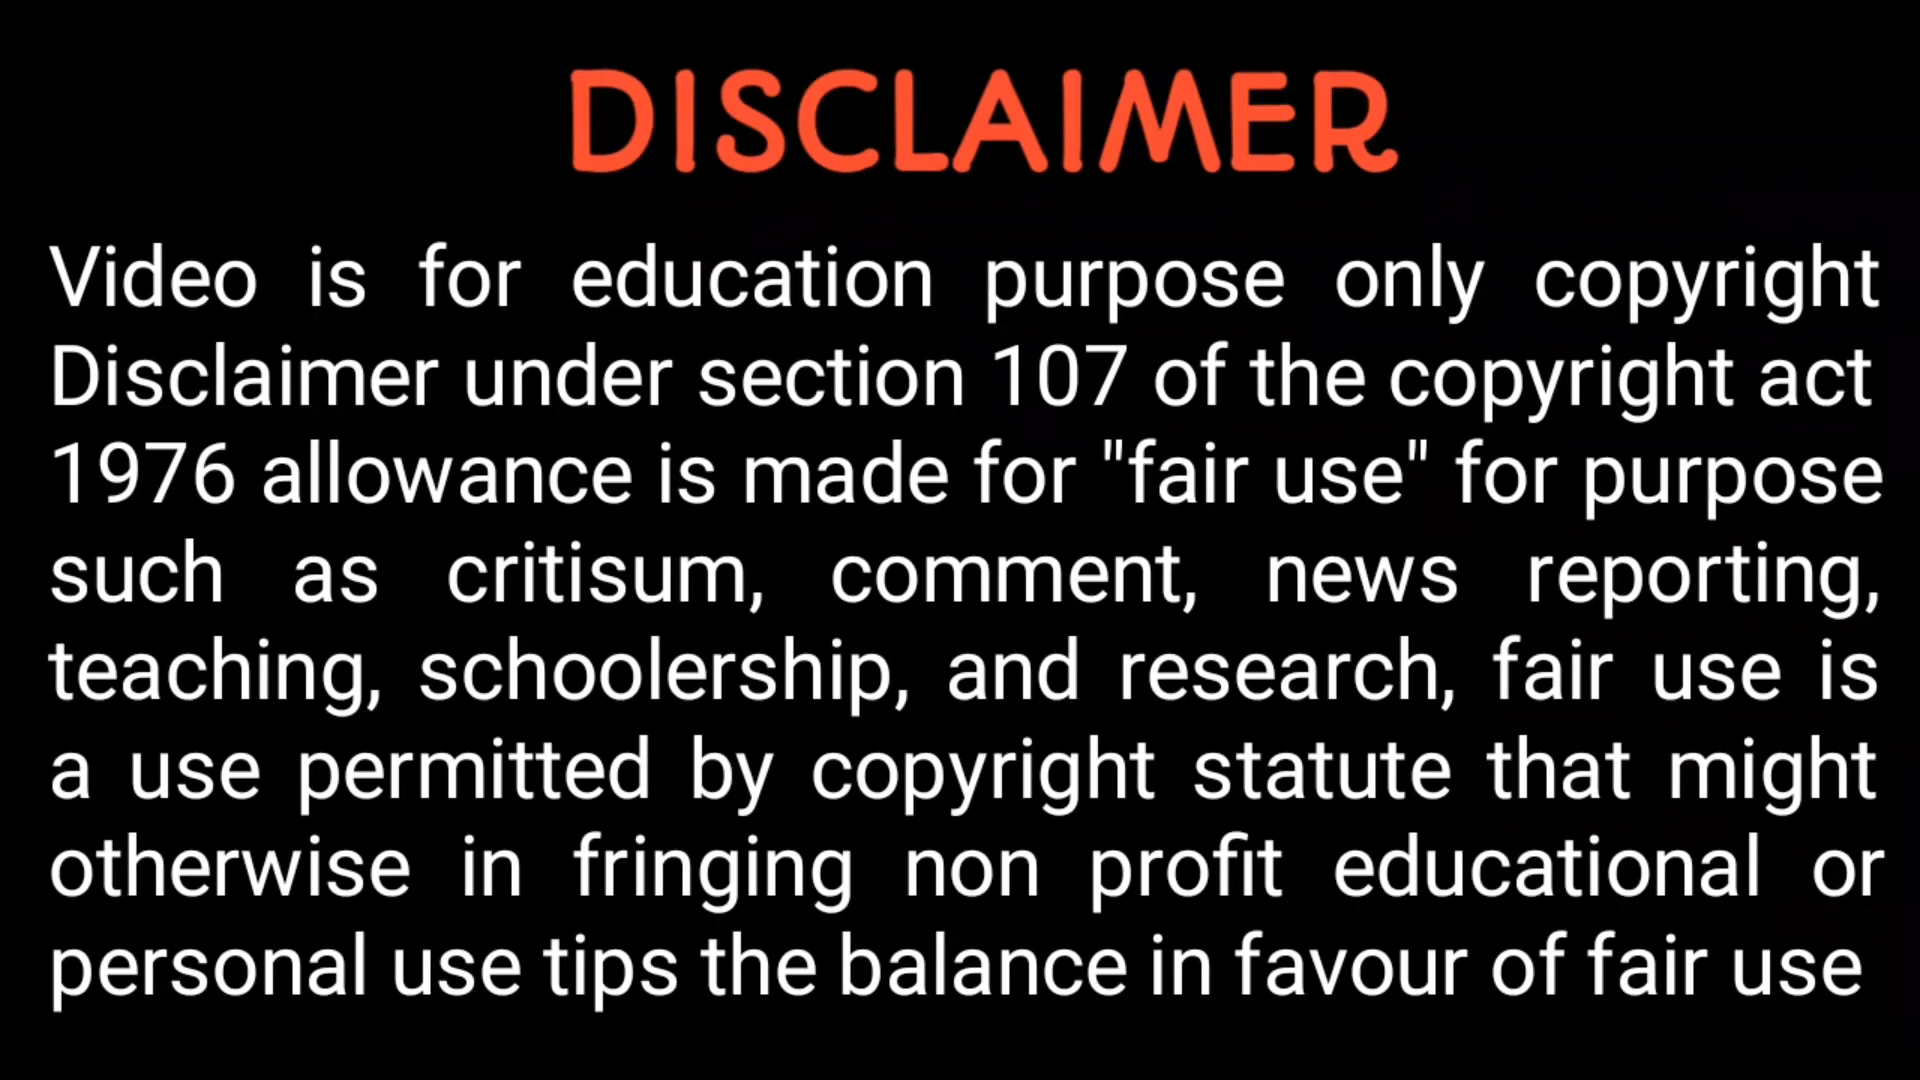 DISCLAIMER
Video is for education purpose only copyright
Disclaimer under section 107 of the copyright act
1976 allowance is made for "fair use" for purpose
such as critisum, comment, news reporting,
teaching, schoolership, and research, fair use is
a use permitted by copyright statute that might
otherwise in fringing non profit educational or
personal use tips the balance in favour of fair use